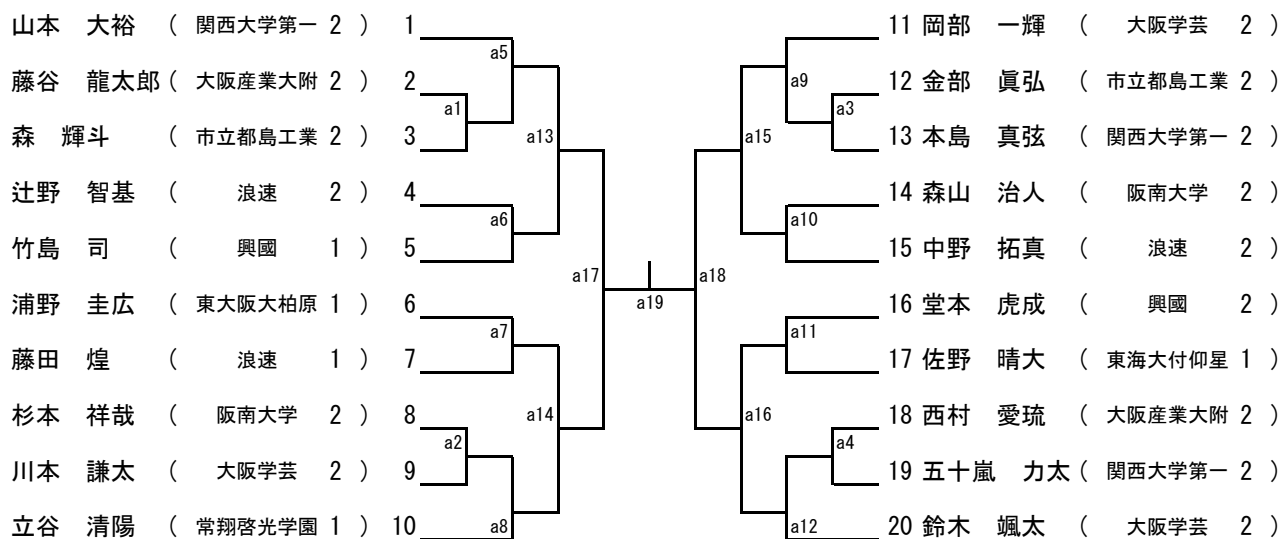 山本　大裕　（　関西大学第一 2　）　1
藤谷　龍太郎（　大阪産業大附 2　）　2
森　輝斗　（　市立都島工業 2　）　3
辻野　智基　（　浪速　2　）　4
竹島　司　（　興國　1　）　5
浦野　圭広　（　東大阪大柏原 1　）　6
藤田　煌　（　浪速　1　）　7
杉本　祥哉　（　阪南大学　2　）　8
川本　謙太　（　大阪学芸　2　）　9
立谷　清陽　（　常翔啓光学園 1　）　10
a5
a1
a13
a6
a17
a7
a14
a2
a8
a19
11 岡部　一輝　（　大阪学芸　2　）
12 金部　眞弘　（　市立都島工業 2　）
13 本島　真弦　（　関西大学第一 2　）
14 森山　治人　（　阪南大学　2　）
15 中野　拓真　（　浪速　2　）
16 堂本　虎成　（　興國　2　）
17 佐野　晴大　（　東海大付仰星 1　）
18 西村　愛琉　（　大阪産業大附 2　）
19 五十嵐　力太（　関西大学第一 2　）
20 鈴木　颯太　（　大阪学芸　2　）
a9
a3
a15
a10
a18
a11
a16
a4
a12